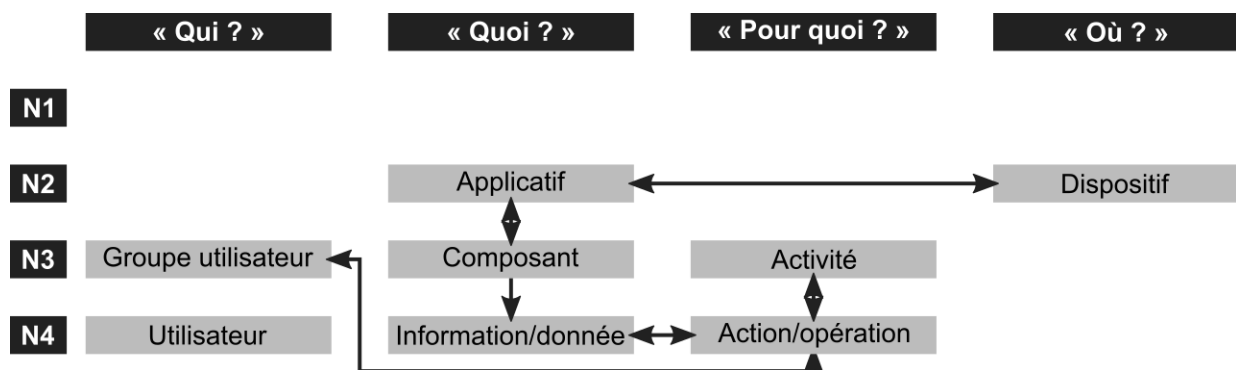 « Qui ? » « Quoi ? » « Pour quoi ? » « Où ? »
N1
N2 Applicatif Dispositif
N3 Groupe utilisateur Composant Activité
N4 Utilisateur Information/donnée Action/opération